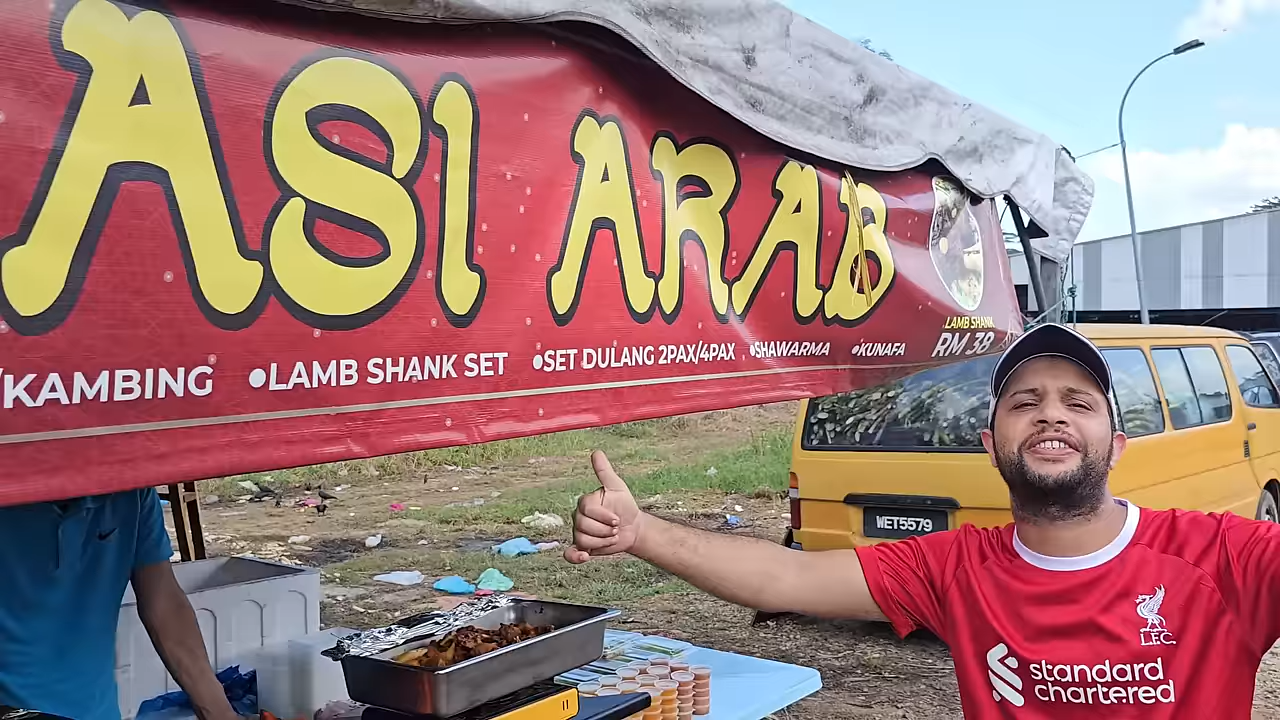 ASI ARAB
/KAMBING •LAMB SHANK SET •SET DULANG 2PAX/4PAX •SHAWARMA •KUNAFA
LAMB SHANK
RM 38
WET5579
L.F.C.
standard
chartered